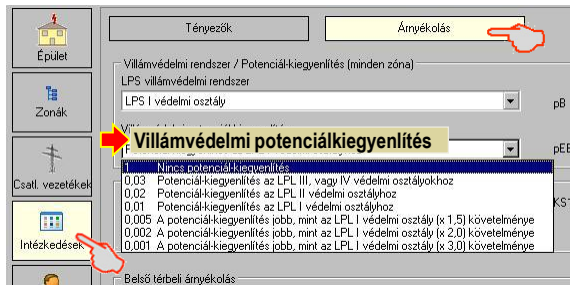 Tényezők
Árnyékolás
Épület
Villámvédelmi rendszer / Potenciál-kiegyenlítés (minden zóna)
LPS villámvédelmi rendszer
LPS I védelmi osztály
pB
Zónák
Villámvédelmi potenciálkiegyenlítés
pEB
1 Nincs potenciál-kiegyenlítés
0,03 Potenciál-kiegyenlítés az LPL III, vagy IV védelmi osztályokhoz
0,02 Potenciál-kiegyenlítés az LPL II védelmi osztályhoz
0,01 Potenciál-kiegyenlítés az LPL I védelmi osztályhoz
0,005 A potenciál-kiegyenlítés jobb, mint az LPL I védelmi osztály (x 1,5) követelménye
0,002 A potenciál-kiegyenlítés jobb, mint az LPL I védelmi osztály (x 2,0) követelménye
0,001 A potenciál-kiegyenlítés jobb, mint az LPL I védelmi osztály (x 3,0) követelménye
Csatl. vezetékek
KS1
Intézkedések
Belső térbeli árnyékolás